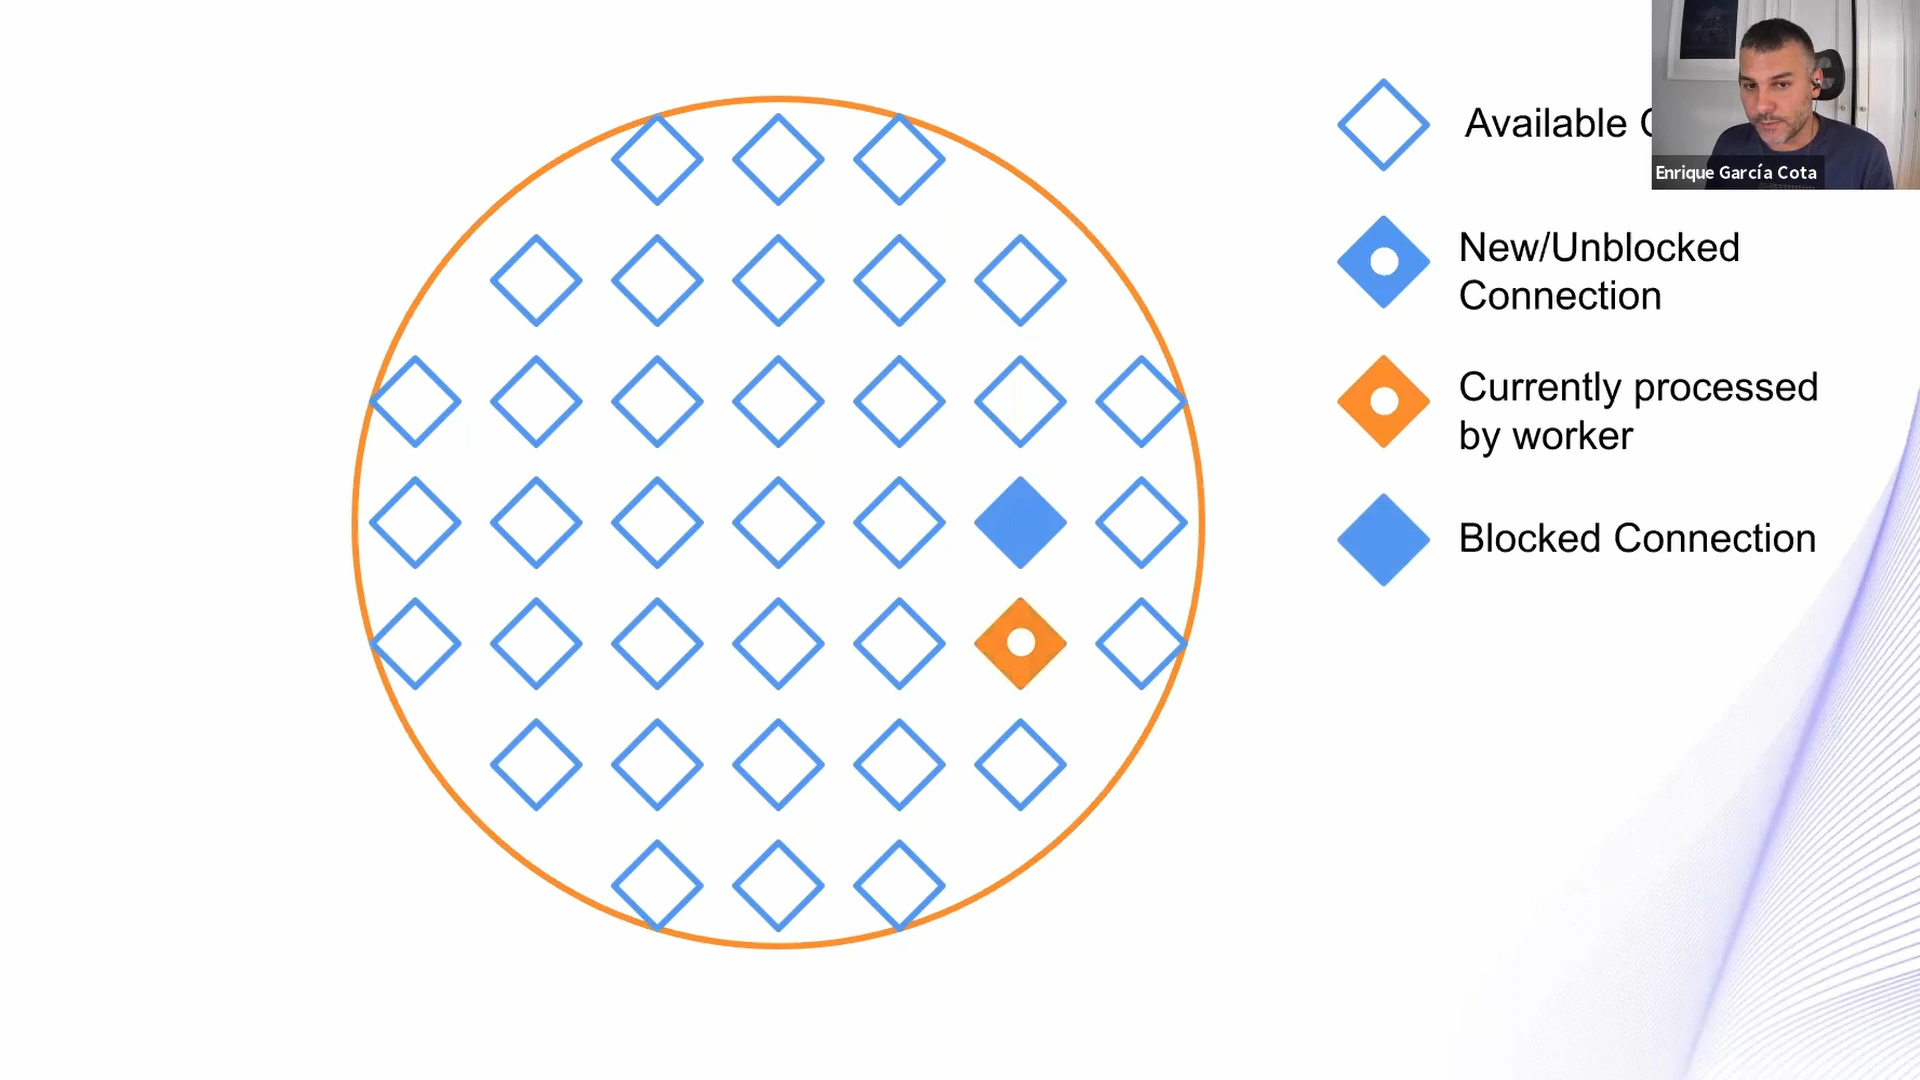 Available
Enrique García Cota
New/Unblocked
Connection
Currently processed
by worker
Blocked Connection